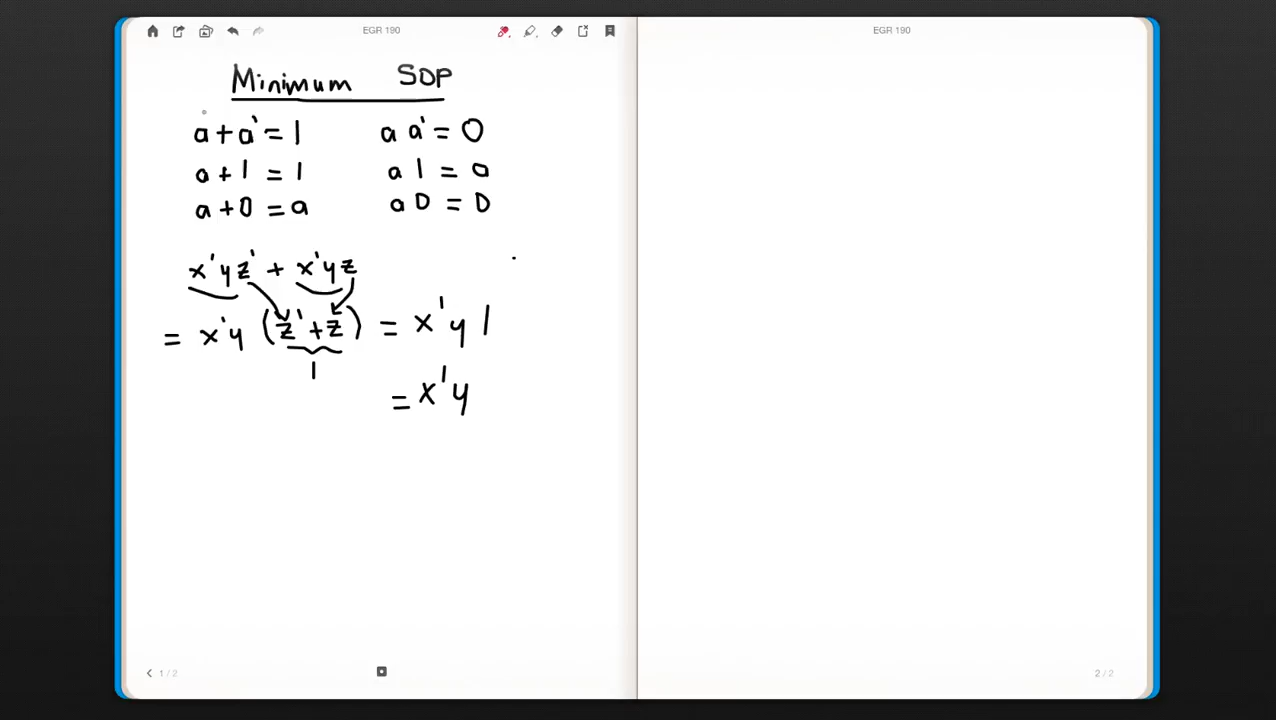 EGR 190
EGR 190
Minimum SOP
a + a' = 1    a a' = 0
a + 1 = 1    a 1 = a
a + 0 = a    a 0 = 0
x'yz' + x'yz
= x'y (z' + z) = x'y 1
1
= x'y
1 / 2
2 / 2